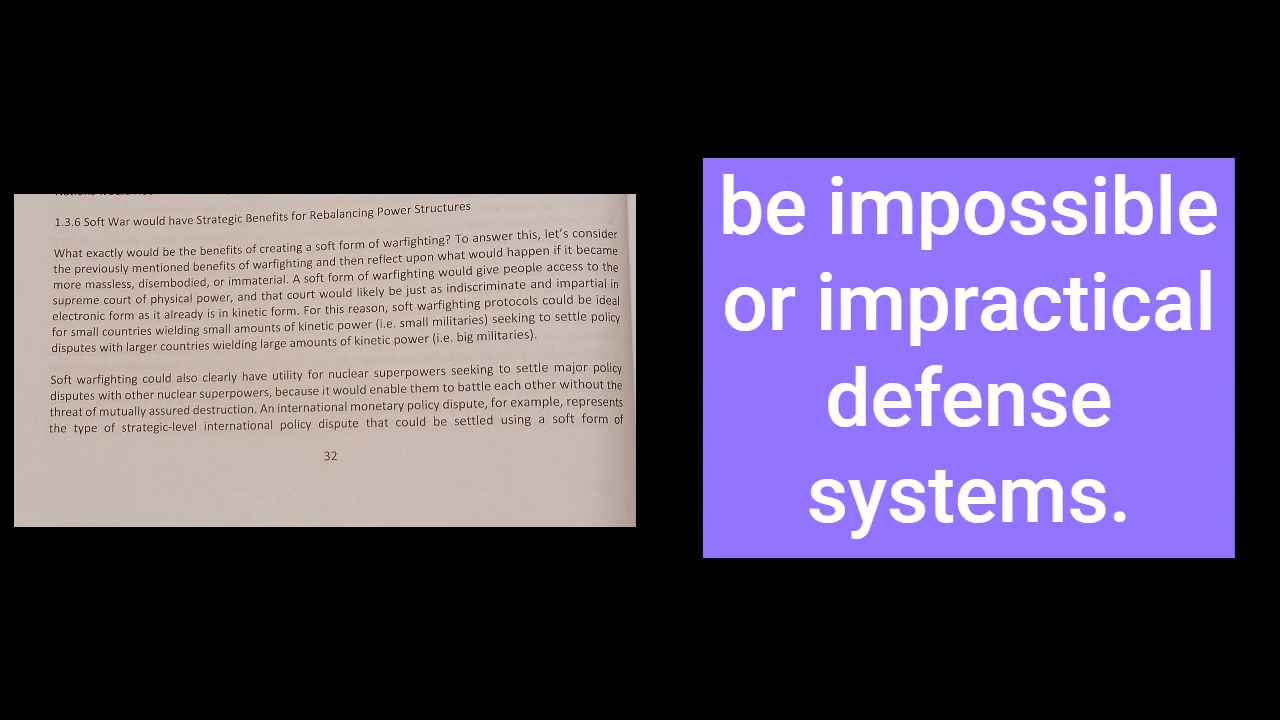 1.3.6 Soft War would have Strategic Benefits for Rebalancing Power Structures
What exactly would be the benefits of creating a soft form of warfighting? To answer this, let's consider
the previously mentioned benefits of warfighting and then reflect upon what would happen if it became
more massless, disembodied, or immaterial. A soft form of warfighting would give people access to the
supreme court of physical power, and that court would likely be just as indiscriminate and impartial in
electronic form as it already is in kinetic form. For this reason, soft warfighting protocols could be ideal
for small countries wielding small amounts of kinetic power (i.e. small militaries) seeking to settle policy
disputes with larger countries wielding large amounts of kinetic power (i.e. big militaries).
Soft warfighting could also clearly have utility for nuclear superpowers seeking to settle major policy
disputes with other nuclear superpowers, because it would enable them to battle each other without the
threat of mutually assured destruction. An international monetary policy dispute, for example, represents
the type of strategic-level international policy dispute that could be settled using a soft form of
32
be impossible
or impractical
defense
systems.